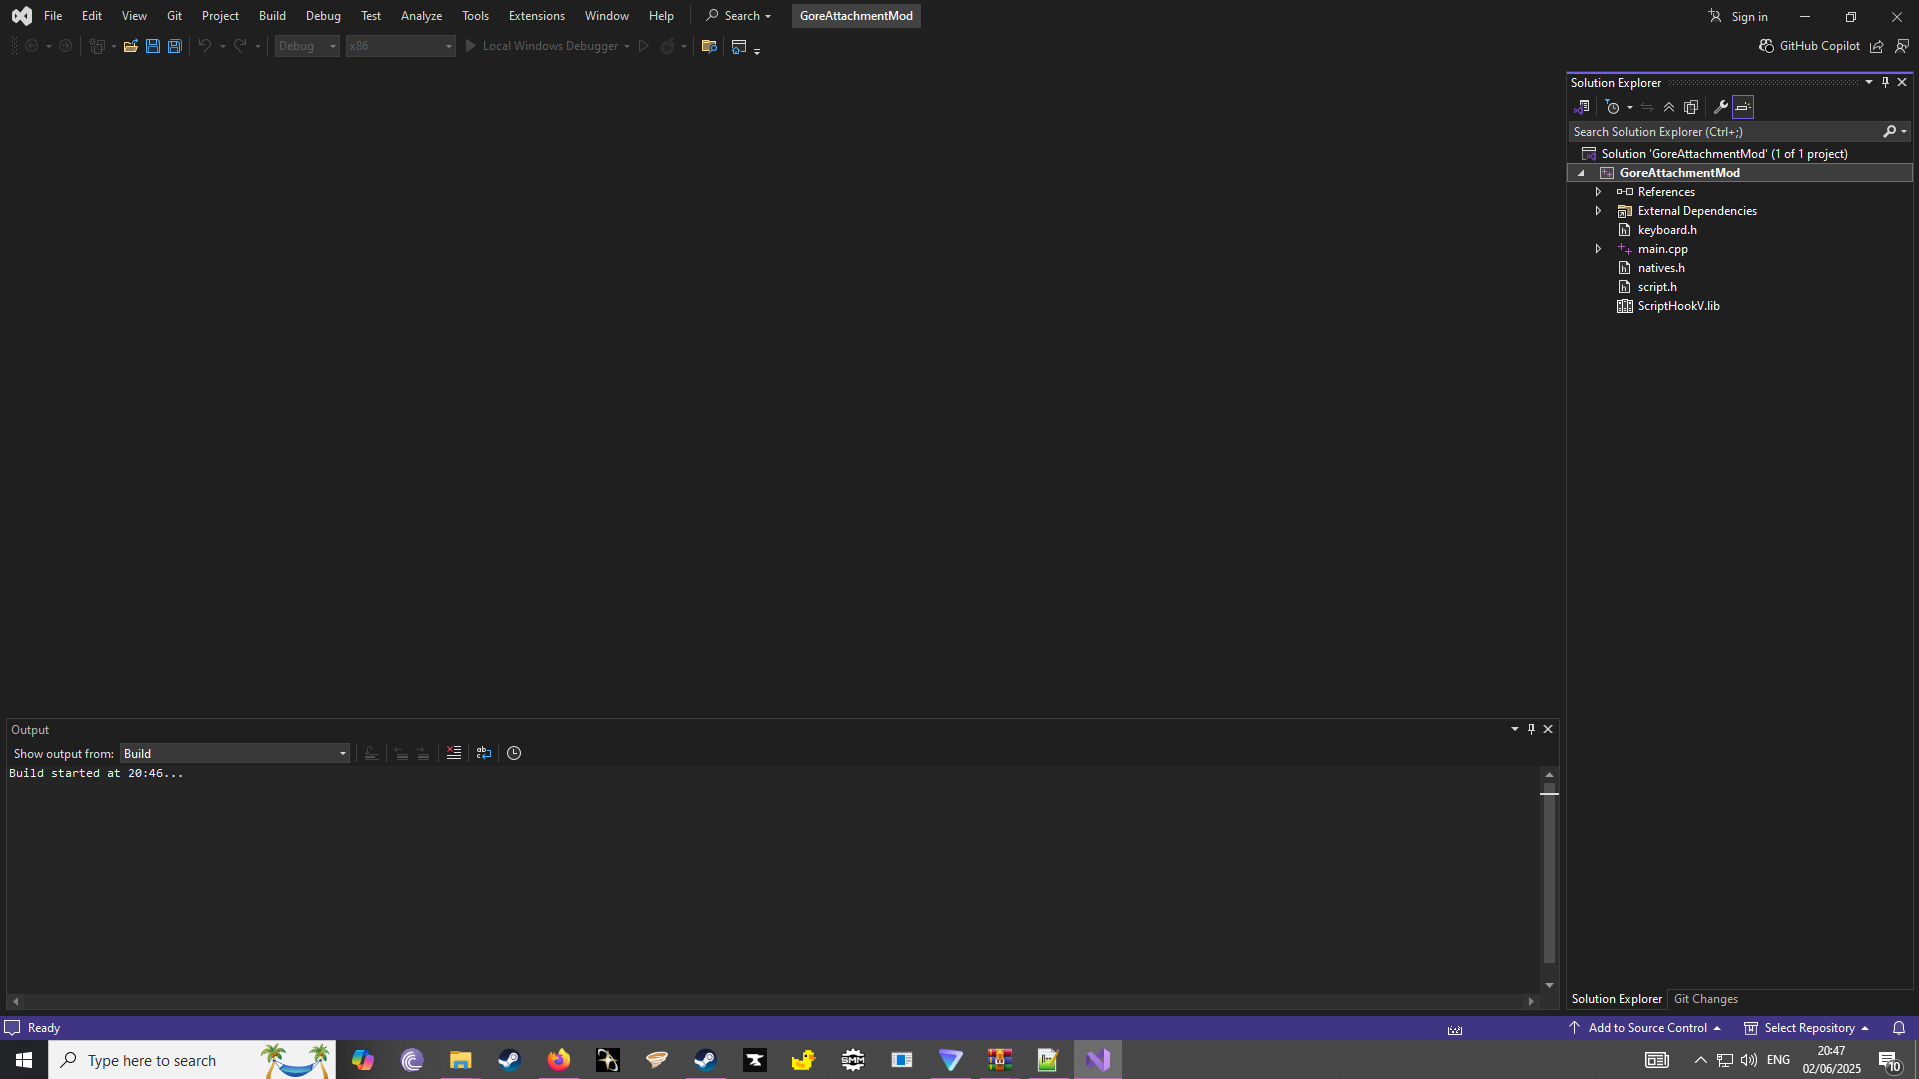 File Edit View Git Project Build Debug Test Analyze Tools Extensions Window Help Search GoreAttachmentMod Sign in
Debug x86 Local Windows Debugger GitHub Copilot
Solution Explorer
Search Solution Explorer (Ctrl+;)
Solution 'GoreAttachmentMod' (1 of 1 project)
GoreAttachmentMod
References
External Dependencies
keyboard.h
main.cpp
natives.h
script.h
ScriptHookV.lib
Output
Show output from: Build
Build started at 20:46...
Solution Explorer Git Changes
Ready Add to Source Control Select Repository
Type here to search SMM ENG 20:47
02/06/2025 10